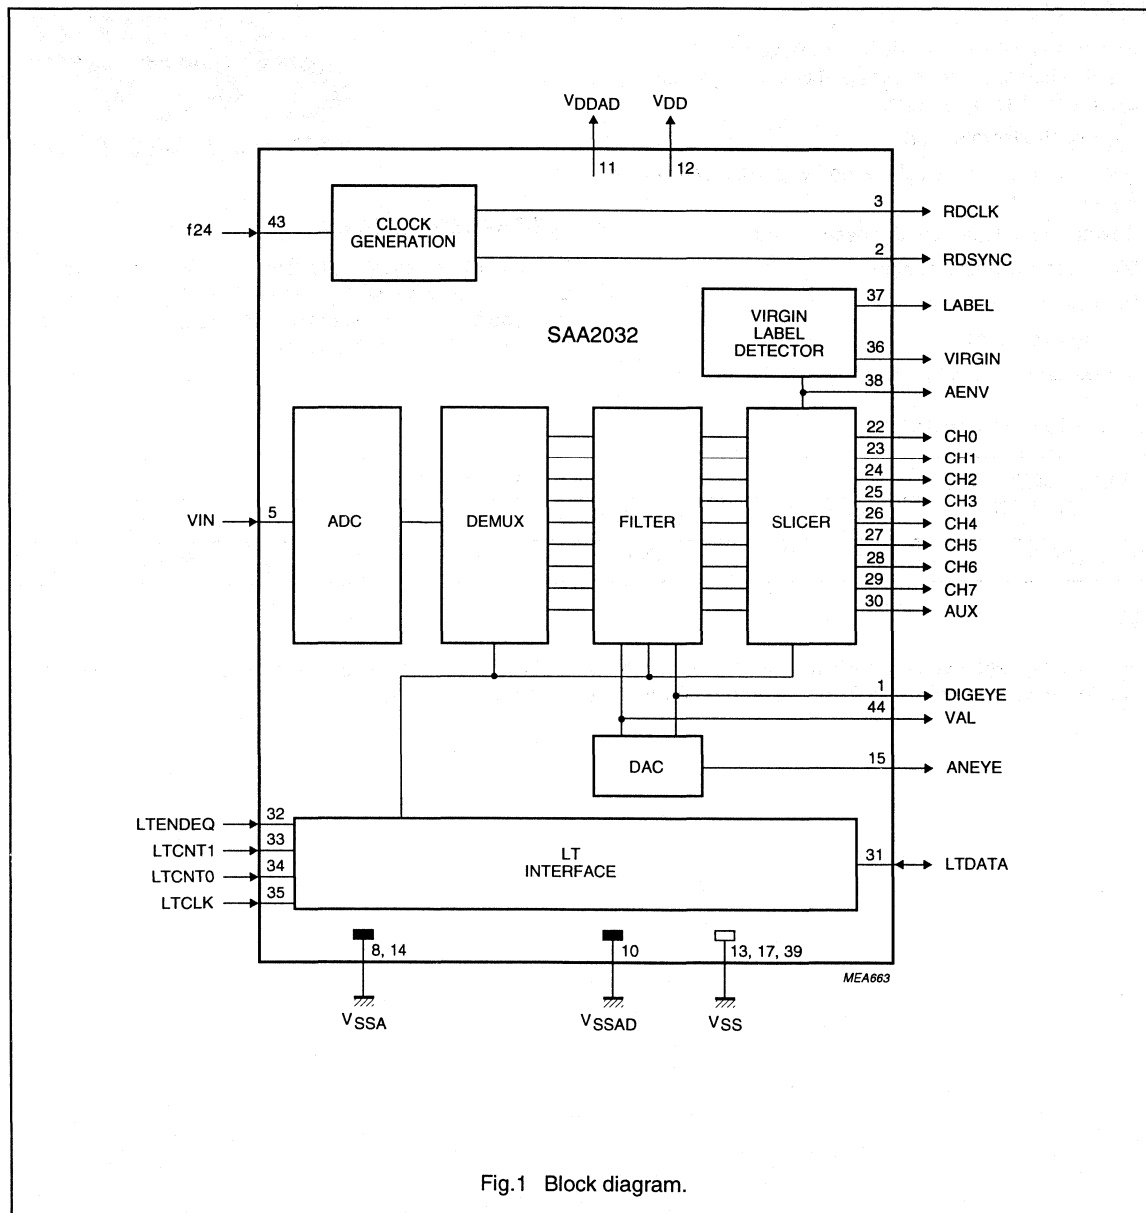 VDDAD VDD
11 12
f24 43 CLOCK
GENERATION
3 RDCLK
2 RDSYNC
SAA2032
VIRGIN
LABEL
DETECTOR
37 LABEL
36 VIRGIN
38 AENV
VIN 5 ADC DEMUX FILTER SLICER
22 CH0
23 CH1
24 CH2
25 CH3
26 CH4
27 CH5
28 CH6
29 CH7
30 AUX
1 DIGEYE
44 VAL
DAC 15 ANEYE
LTENDEQ 32
LTCNT1 33
LTCNT0 34
LTCLK 35
LT
INTERFACE
31 LTDATA
8, 14 10 13, 17, 39
MEA663
VSSA VSSAD VSS
Fig.1 Block diagram.